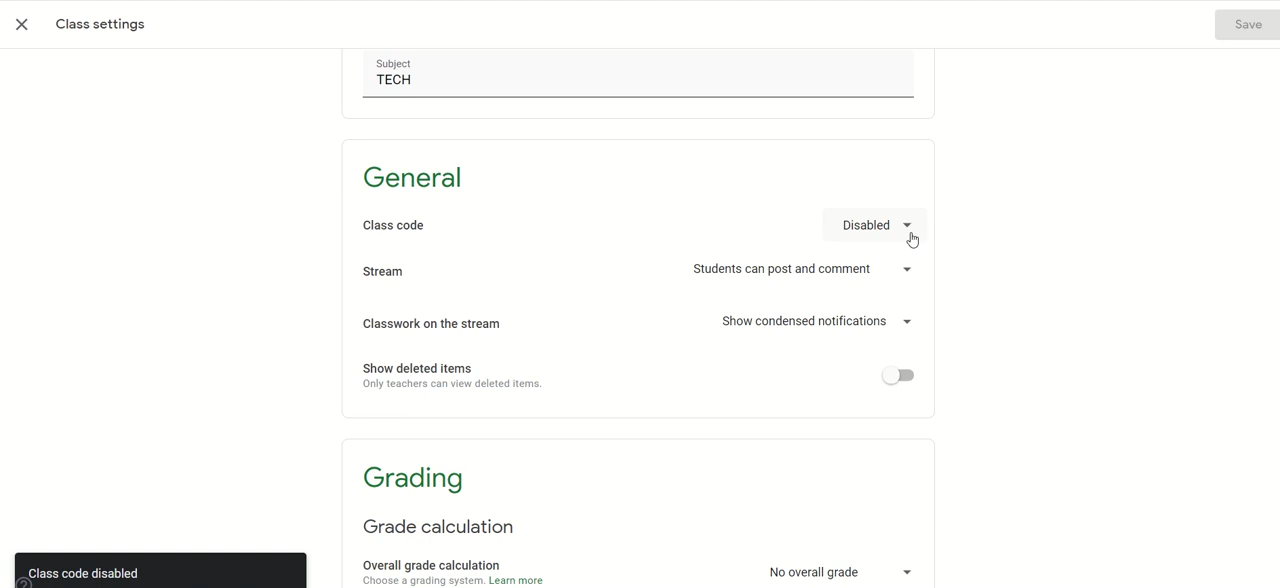 Class settings
Save
Subject
TECH
General
Class code
Disabled
Stream
Students can post and comment
Classwork on the stream
Show condensed notifications
Show deleted items
Only teachers can view deleted items.
Grading
Grade calculation
Overall grade calculation
Choose a grading system. Learn more
No overall grade
Class code disabled